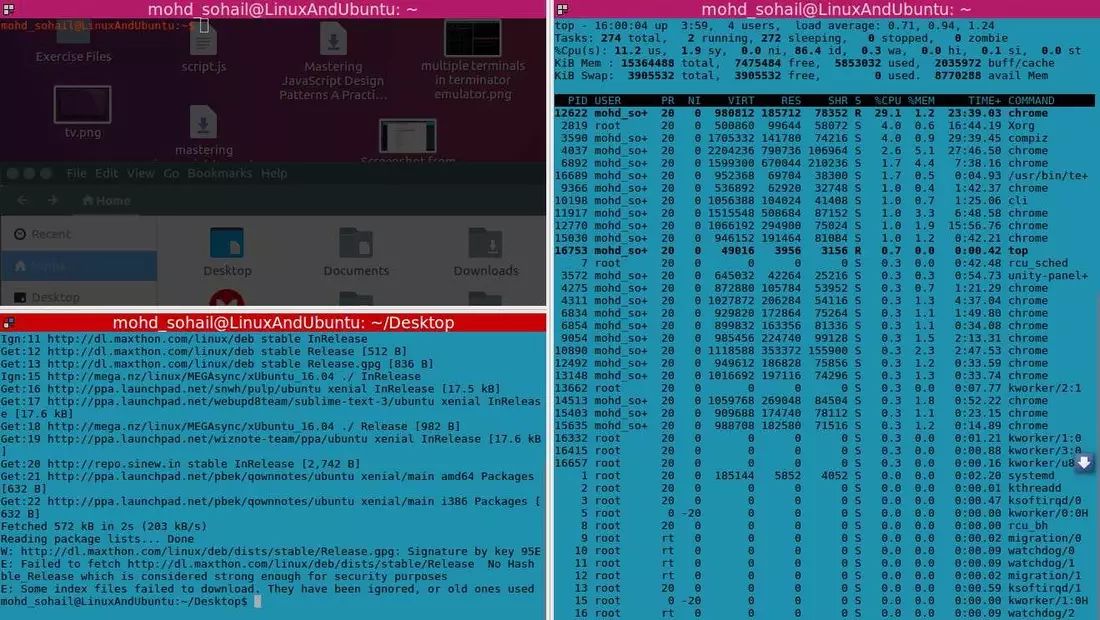 mohd_sohail@LinuxAndUbuntu: ~
mohd_sohail@LinuxAndUbuntu:~$
Exercise Files
script.js
Mastering
JavaScript Design
Patterns A Practi...
multiple terminals
in terminator
emulator.png
tv.png
mastering
Screenshot from
File Edit View Go Bookmarks Help
Home
Recent
Home
Desktop
Desktop
Documents
Downloads
mohd_sohail@LinuxAndUbuntu: ~/Desktop
Ign:11 http://dl.maxthon.com/linux/deb stable InRelease
Get:12 http://dl.maxthon.com/linux/deb stable Release [512 B]
Get:13 http://dl.maxthon.com/linux/deb stable Release.gpg [836 B]
Ign:15 http://mega.nz/linux/MEGAsync/xUbuntu_16.04 ./ InRelease
Get:16 http://ppa.launchpad.net/snwh/pulp/ubuntu xenial InRelease [17.5 kB]
Get:17 http://ppa.launchpad.net/webupd8team/sublime-text-3/ubuntu xenial InReleas
e [17.6 kB]
Get:18 http://mega.nz/linux/MEGAsync/xUbuntu_16.04 ./ Release [982 B]
Get:19 http://ppa.launchpad.net/wiznote-team/ppa/ubuntu xenial InRelease [17.6 kB
]
Get:20 http://repo.sinew.in stable InRelease [2,742 B]
Get:21 http://ppa.launchpad.net/pbek/qownnotes/ubuntu xenial/main amd64 Packages
[632 B]
Get:22 http://ppa.launchpad.net/pbek/qownnotes/ubuntu xenial/main i386 Packages [
632 B]
Fetched 572 kB in 2s (203 kB/s)
Reading package lists... Done
W: http://dl.maxthon.com/linux/deb/dists/stable/Release.gpg: Signature by key 95E
E: Failed to fetch http://dl.maxthon.com/linux/deb/dists/stable/Release  No Hash
ble_Release which is considered strong enough for security purposes
E: Some index files failed to download. They have been ignored, or old ones used
mohd_sohail@LinuxAndUbuntu:~/Desktop$
mohd_sohail@LinuxAndUbuntu: ~
top - 16:00:04 up  3:59,  4 users,  load average: 0.71, 0.94, 1.24
Tasks: 274 total,   2 running, 272 sleeping,   0 stopped,   0 zombie
%Cpu(s): 11.2 us,  1.9 sy,  0.0 ni, 86.4 id,  0.3 wa,  0.0 hi,  0.1 si,  0.0 st
KiB Mem : 15364488 total,  7475484 free,  5853032 used,  2035972 buff/cache
KiB Swap:  3905532 total,  3905532 free,        0 used.  8770288 avail Mem
PID USER PR NI VIRT RES SHR S %CPU %MEM TIME+ COMMAND
12622 mohd_so+ 20 0 980812 185712 78352 R 29.1 1.2 23:39.03 chrome
2819 root 20 0 500860 99644 58072 S 4.0 0.6 16:44.19 Xorg
3590 mohd_so+ 20 0 1705332 141780 74216 S 4.0 0.9 29:39.45 compiz
4037 mohd_so+ 20 0 2204236 790736 106964 S 2.6 5.1 27:46.50 chrome
6892 mohd_so+ 20 0 1599300 670044 210236 S 1.7 4.4 7:38.16 chrome
16689 mohd_so+ 20 0 952368 69704 38300 S 1.7 0.5 0:04.93 /usr/bin/te+
9366 mohd_so+ 20 0 536892 62920 32748 S 1.0 0.4 1:42.37 chrome
10198 mohd_so+ 20 0 1056388 104024 41408 S 1.0 0.7 1:25.06 cli
11917 mohd_so+ 20 0 1515548 508684 87152 S 1.0 3.3 6:48.58 chrome
12770 mohd_so+ 20 0 1066192 294900 75024 S 1.0 1.9 15:56.76 chrome
15030 mohd_so+ 20 0 946152 191464 81084 S 1.0 1.2 0:42.21 chrome
16753 mohd_so+ 20 0 49016 3956 3156 R 0.7 0.0 0:00.42 top
7 root 20 0 0 0 0 S 0.3 0.0 0:42.48 rcu_sched
3572 mohd_so+ 20 0 645032 42264 25216 S 0.3 0.3 0:54.73 unity-panel+
4275 mohd_so+ 20 0 872880 105784 53952 S 0.3 0.7 1:21.29 chrome
4311 mohd_so+ 20 0 1027872 206284 54116 S 0.3 1.3 4:37.04 chrome
6834 mohd_so+ 20 0 929820 172864 75264 S 0.3 1.1 1:49.80 chrome
6854 mohd_so+ 20 0 899832 163356 81336 S 0.3 1.1 0:34.08 chrome
9054 mohd_so+ 20 0 985456 224740 99128 S 0.3 1.5 2:13.31 chrome
10890 mohd_so+ 20 0 1118588 353372 155900 S 0.3 2.3 2:47.53 chrome
12492 mohd_so+ 20 0 949612 186828 75856 S 0.3 1.2 0:33.59 chrome
13148 mohd_so+ 20 0 1016692 197116 74296 S 0.3 1.3 0:33.74 chrome
13662 root 20 0 0 0 0 S 0.3 0.0 0:07.77 kworker/2:1
14513 mohd_so+ 20 0 1059768 269048 84504 S 0.3 1.8 0:52.22 chrome
15403 mohd_so+ 20 0 909688 174740 78112 S 0.3 1.1 0:23.15 chrome
15635 mohd_so+ 20 0 988708 182580 71516 S 0.3 1.2 0:14.89 chrome
16332 root 20 0 0 0 0 S 0.3 0.0 0:01.21 kworker/1:0
16415 root 20 0 0 0 0 S 0.3 0.0 0:00.88 kworker/3:0
16657 root 20 0 0 0 0 S 0.3 0.0 0:00.16 kworker/u8
1 root 20 0 185144 5852 4052 S 0.0 0.0 0:02.20 systemd
2 root 20 0 0 0 0 S 0.0 0.0 0:00.01 kthreadd
3 root 20 0 0 0 0 S 0.0 0.0 0:00.47 ksoftirqd/0
5 root 0 -20 0 0 0 S 0.0 0.0 0:00.00 kworker/0:0H
8 root 20 0 0 0 0 S 0.0 0.0 0:00.00 rcu_bh
9 root rt 0 0 0 0 S 0.0 0.0 0:00.02 migration/0
10 root rt 0 0 0 0 S 0.0 0.0 0:00.09 watchdog/0
11 root rt 0 0 0 0 S 0.0 0.0 0:00.09 watchdog/1
12 root rt 0 0 0 0 S 0.0 0.0 0:00.02 migration/1
13 root 20 0 0 0 0 S 0.0 0.0 0:00.59 ksoftirqd/1
15 root 0 -20 0 0 0 S 0.0 0.0 0:00.00 kworker/1:0H
16 root rt 0 0 0 0 S 0.0 0.0 0:00.09 watchdog/2